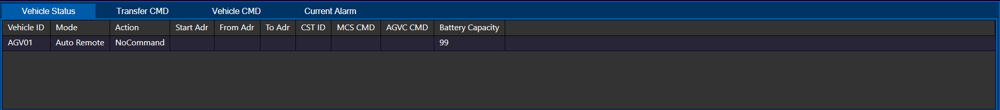 Vehicle Status Transfer CMD Vehicle CMD Current Alarm
Vehicle ID Mode Action Start Adr From Adr To Adr CST ID MCS CMD AGVC CMD Battery Capacity
AGV01 Auto Remote NoCommand 99